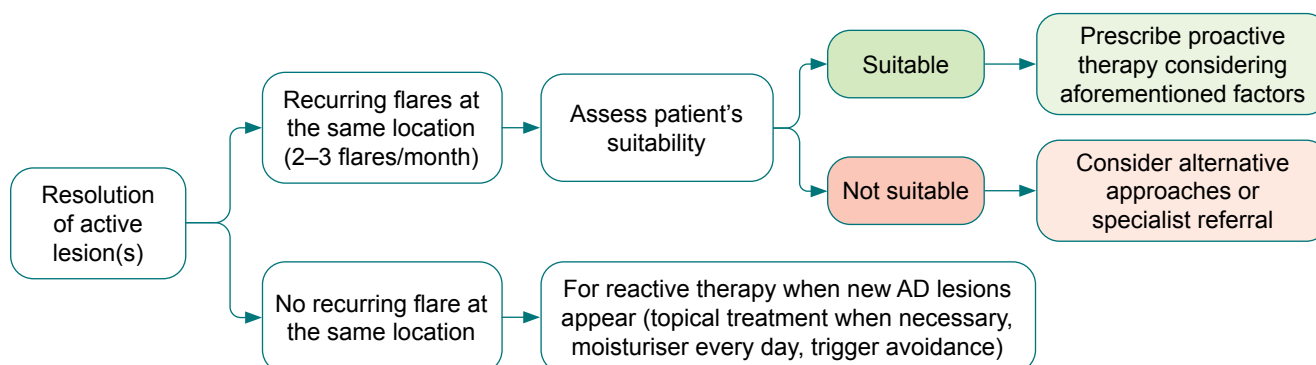 Resolution
of active
lesion(s)
Recurring flares at
the same location
(2–3 flares/month)
Assess patient's
suitability
Suitable
Prescribe proactive
therapy considering
aforementioned factors
Not suitable
Consider alternative
approaches or
specialist referral
No recurring flare at
the same location
For reactive therapy when new AD lesions
appear (topical treatment when necessary,
moisturiser every day, trigger avoidance)